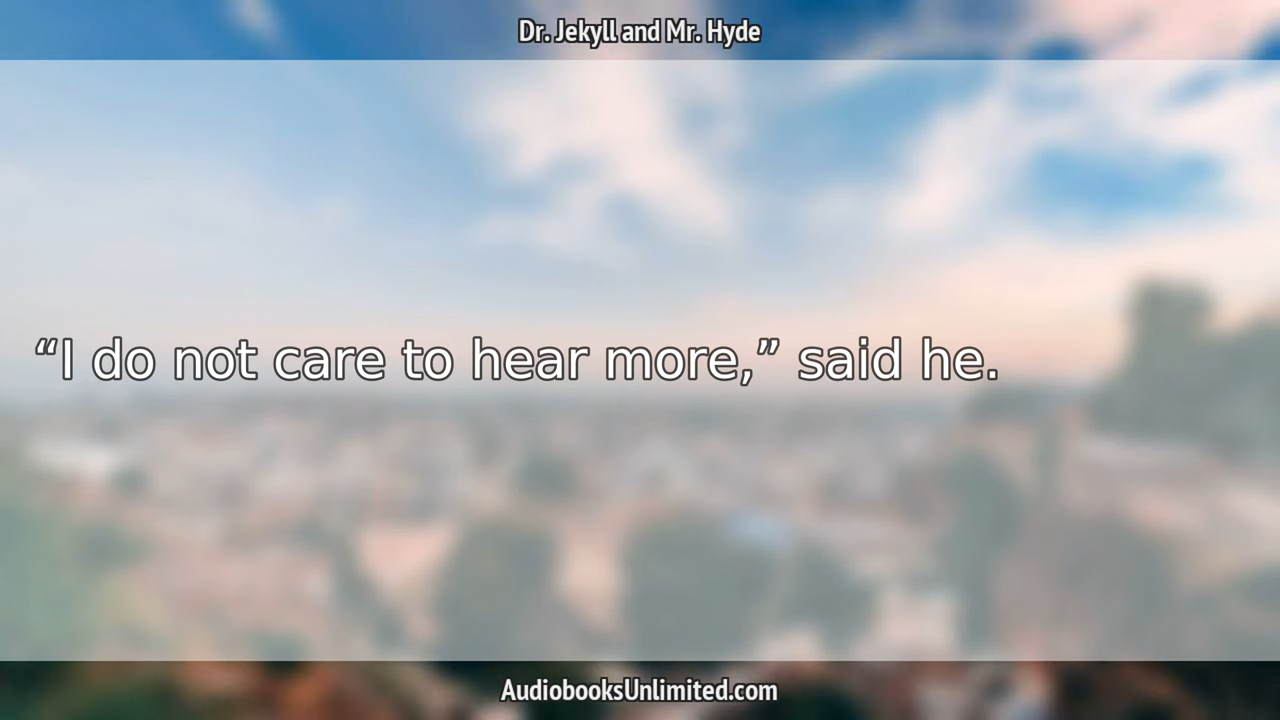 Dr. Jekyll and Mr. Hyde
“I do not care to hear more,” said he.
AudiobooksUnlimited.com